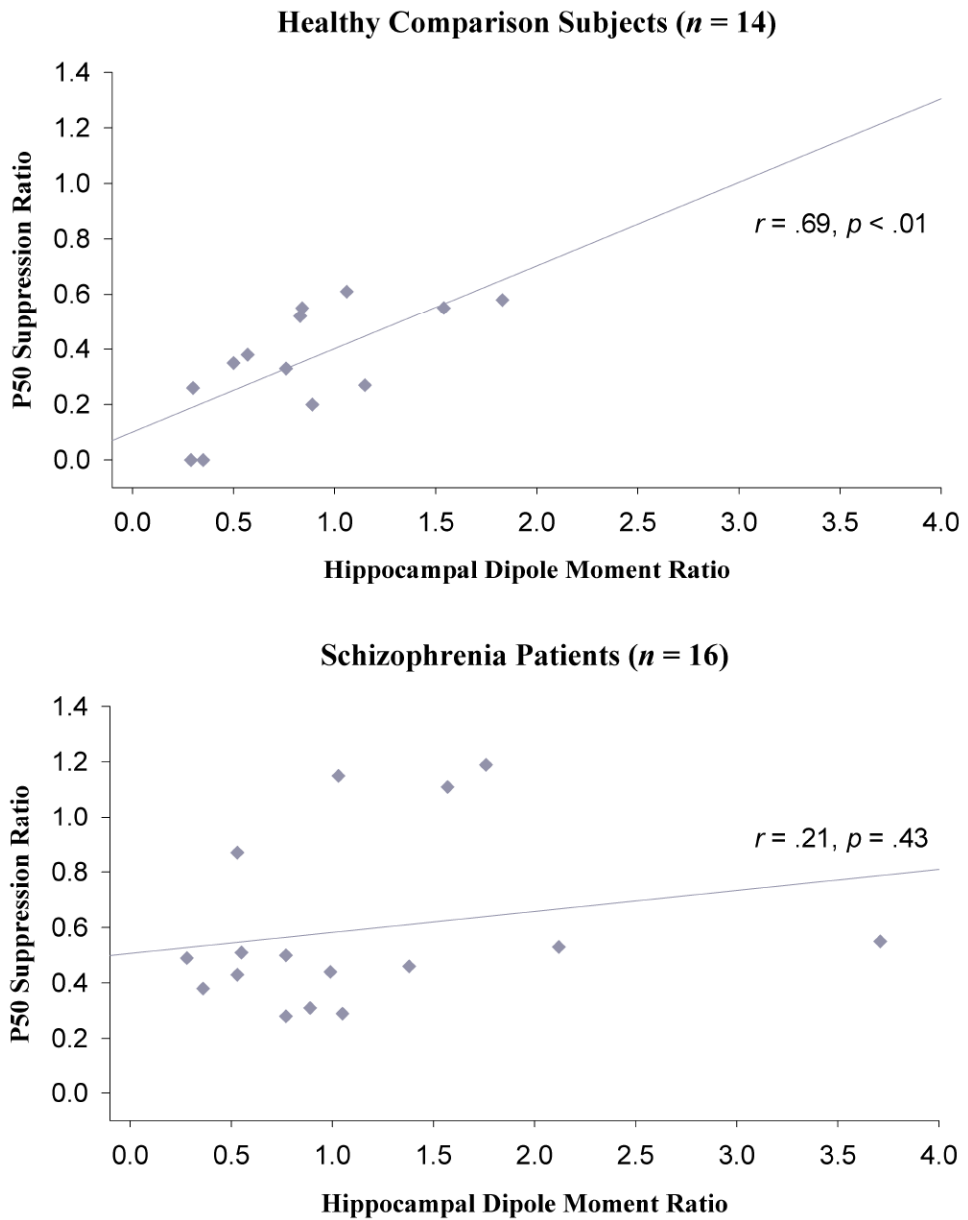 Healthy Comparison Subjects (n = 14)
1.4
1.2
1.0
0.8
0.6
0.4
0.2
0.0
P50 Suppression Ratio
r = .69, p < .01
0.0 0.5 1.0 1.5 2.0 2.5 3.0 3.5 4.0
Hippocampal Dipole Moment Ratio
Schizophrenia Patients (n = 16)
1.4
1.2
1.0
0.8
0.6
0.4
0.2
0.0
P50 Suppression Ratio
r = .21, p = .43
0.0 0.5 1.0 1.5 2.0 2.5 3.0 3.5 4.0
Hippocampal Dipole Moment Ratio